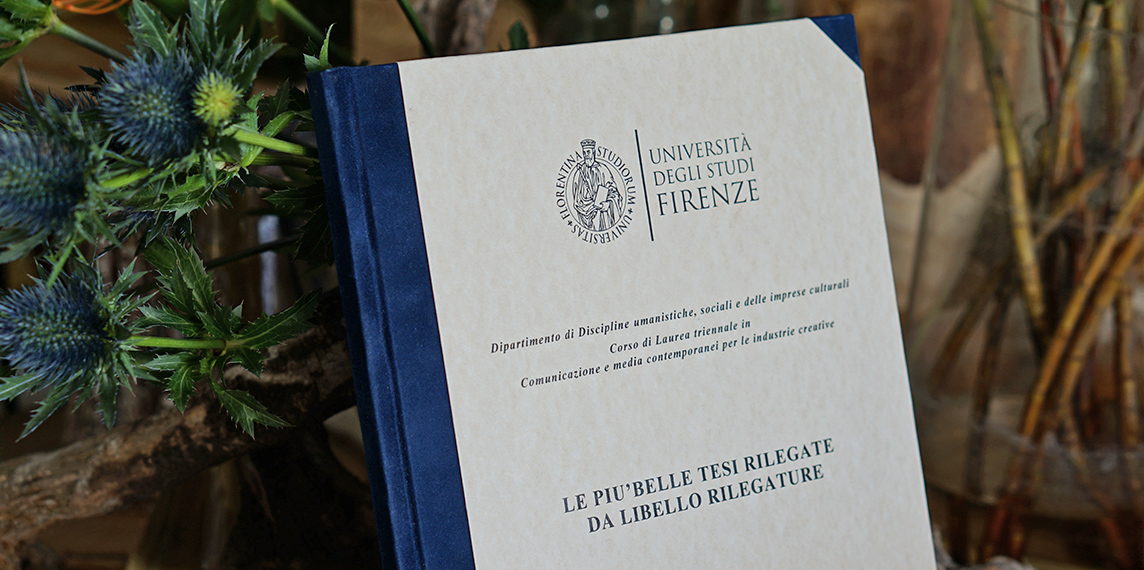 FLORENTINA STUDIORUM UNIVERSITAS
UNIVERSITÀ
DEGLI STUDI
FIRENZE
Dipartimento di Discipline umanistiche, sociali e delle imprese culturali
Corso di Laurea triennale in
Comunicazione e media contemporanei per le industrie creative
LE PIU'BELLE TESI RILEGATE
DA LIBELLO RILEGATURE